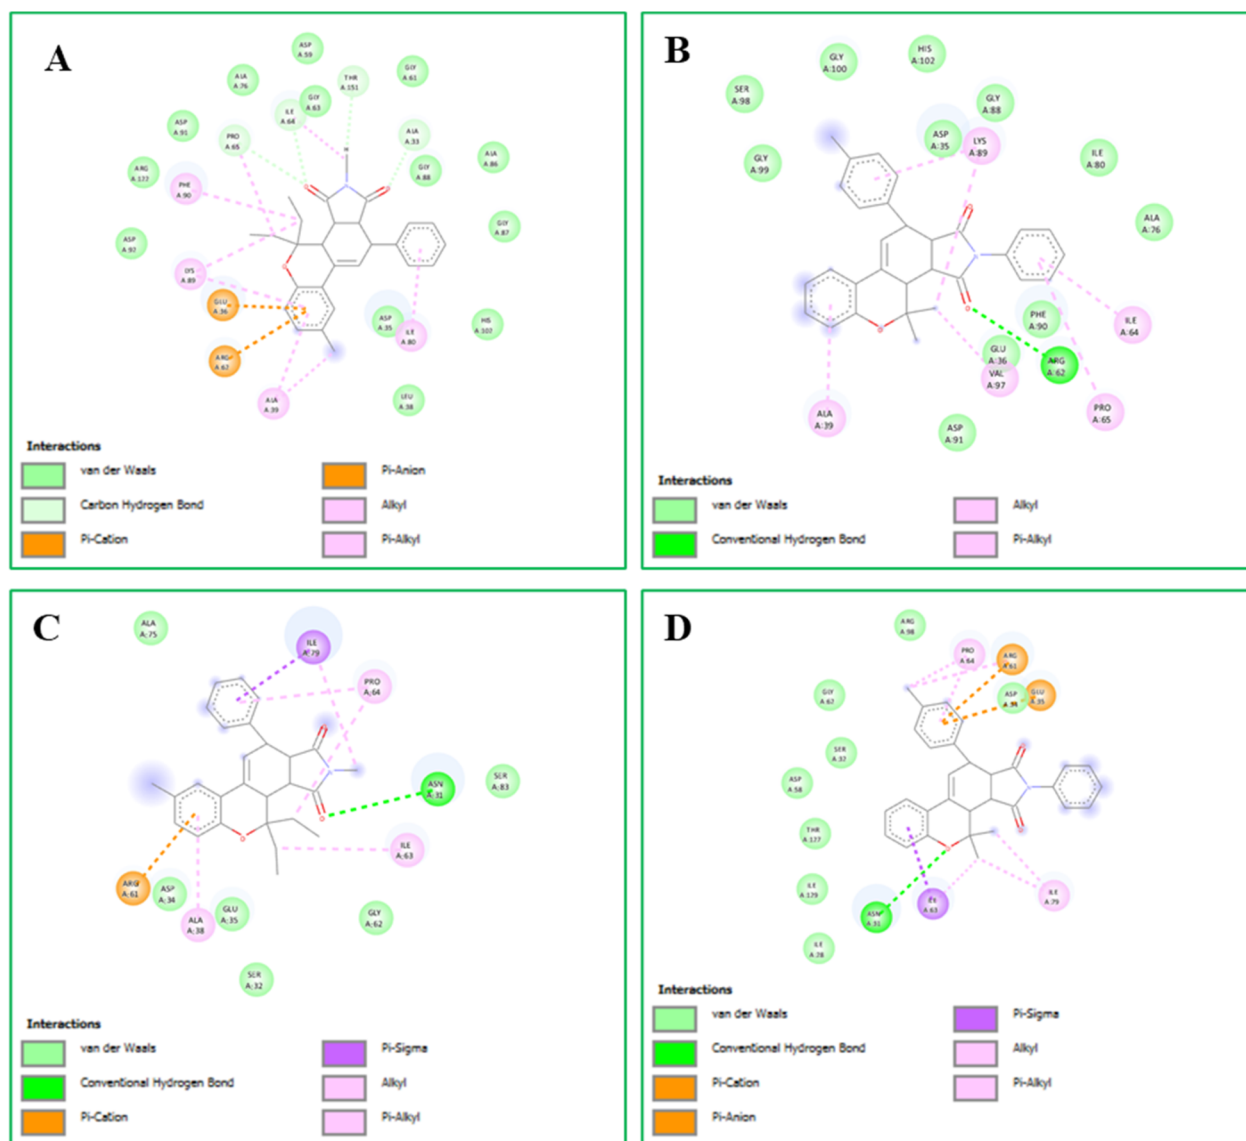 A
ASP
A:59
THR
A:151
GLY
A:61
ALA
A:76
ILE
A:64
GLY
A:63
ASP
A:91
PRO
A:65
ALA
A:33
ARG
PHE
A:90
GLY
A:88
ALA
A:86
ASP
LYS
A:89
GLY
A:87
GLU
A:36
ASP
A:35
ILE
A:80
HIS
A:102
ARG
A:62
ALA
A:39
LEU
A:38
H
N
O
O
O
Interactions
van der Waals
Carbon Hydrogen Bond
Pi-Cation
Pi-Anion
Alkyl
Pi-Alkyl
B
GLY
A:100
HIS
A:102
SER
A:98
GLY
A:88
ASP
A:35
LYS
A:89
GLY
A:99
ILE
A:80
ALA
A:76
PHE
A:90
ILE
A:64
GLU
A:36
VAL
A:97
ARG
A:62
PRO
A:65
ALA
A:39
ASP
A:91
O
N
O
O
Interactions
van der Waals
Conventional Hydrogen Bond
Alkyl
Pi-Alkyl
C
ALA
A:75
ILE
A:79
PRO
A:64
ASN
A:31
SER
A:83
ILE
A:63
ARG
A:61
ASP
A:34
ALA
A:38
GLU
A:35
GLY
A:62
SER
A:32
O
N
O
O
Interactions
van der Waals
Conventional Hydrogen Bond
Pi-Cation
Pi-Sigma
Alkyl
Pi-Alkyl
D
ARG
A:98
PRO
A:64
ARG
A:61
GLY
A:62
ASP
GLU
A:35
SER
A:32
ASP
A:58
THR
ILE
ASN
A:31
A:63
ILE
A:79
ILE
A:28
O
N
O
O
Interactions
van der Waals
Conventional Hydrogen Bond
Pi-Cation
Pi-Anion
Pi-Sigma
Alkyl
Pi-Alkyl